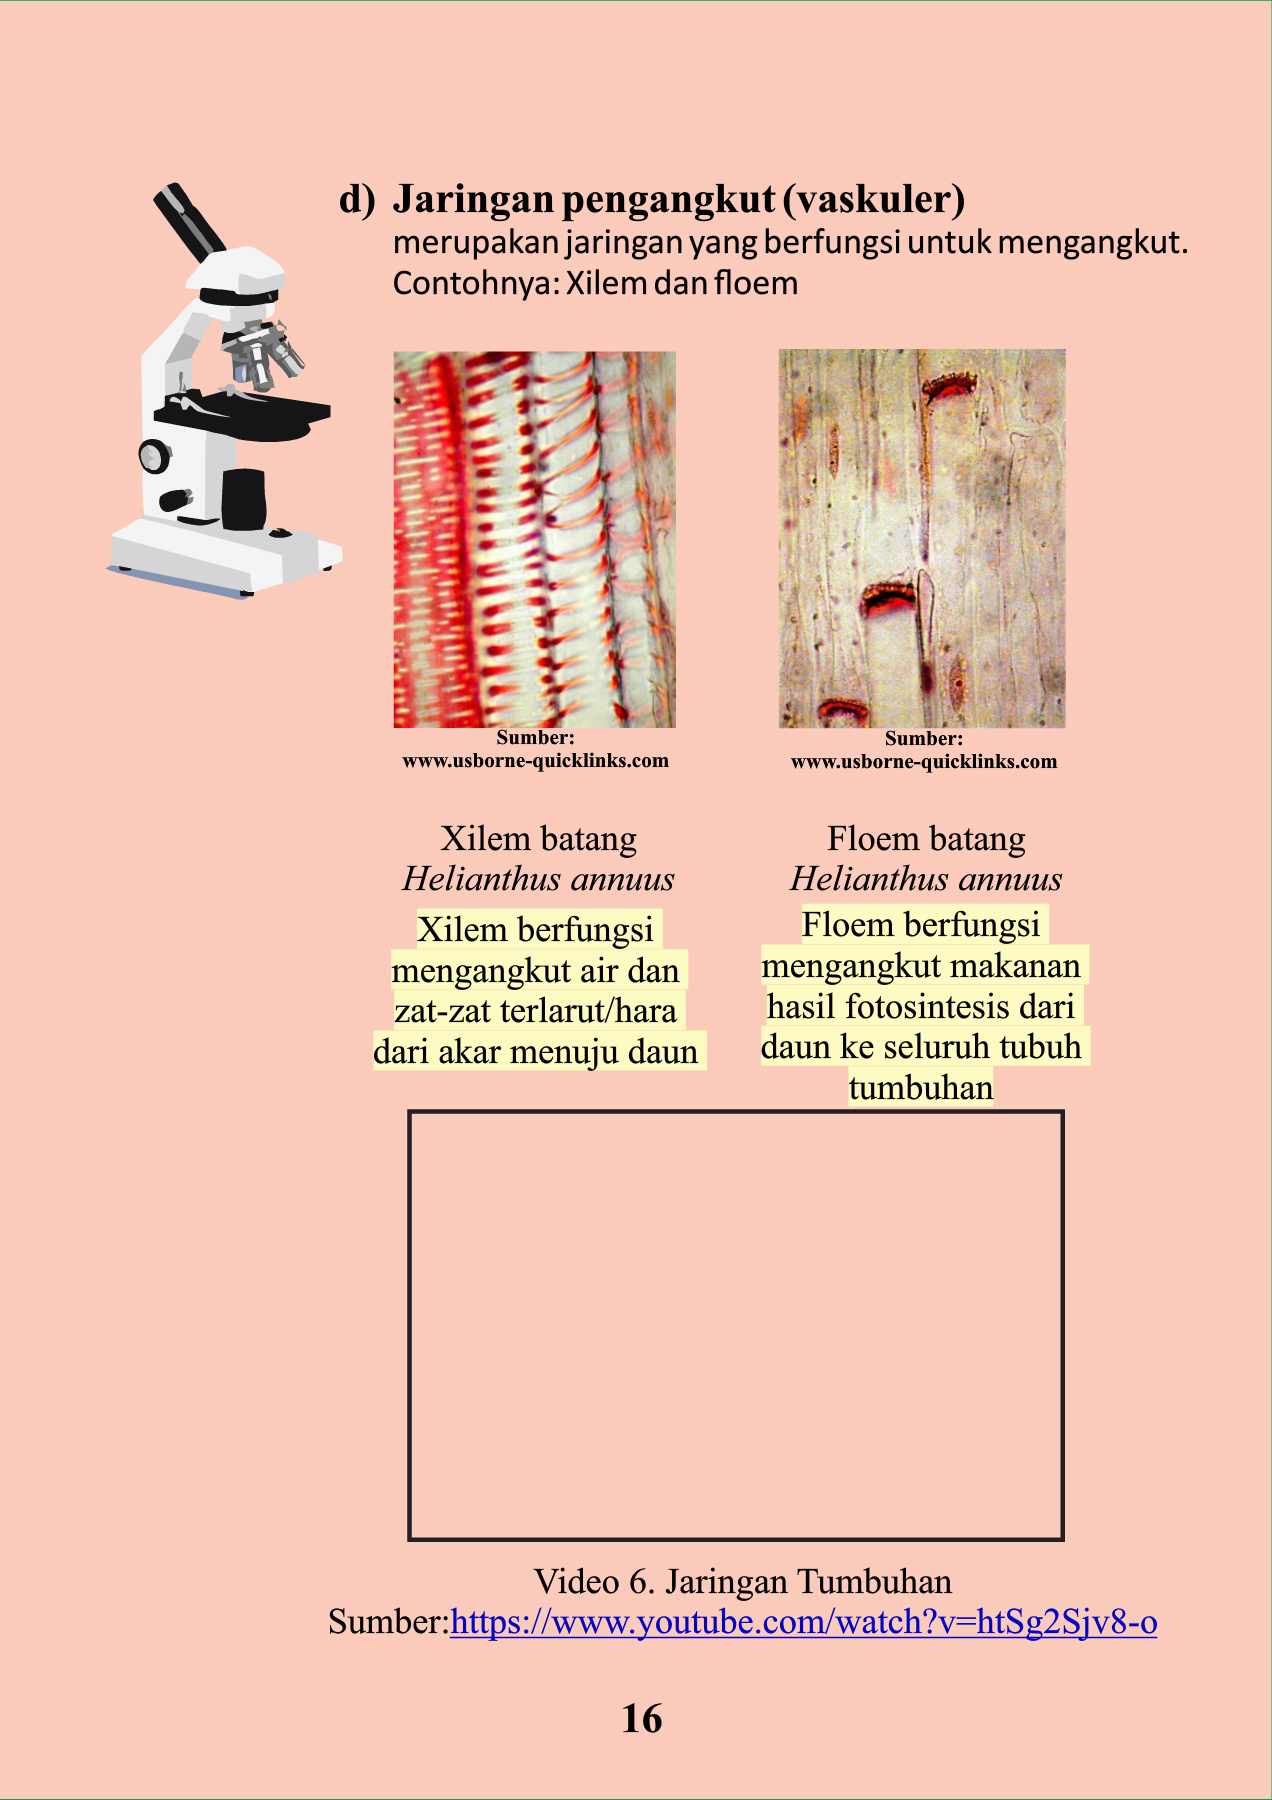 d) Jaringan pengangkut (vaskuler)
merupakan jaringan yang berfungsi untuk mengangkut.
Contohnya: Xilem dan floem
Sumber:
www.usborne-quicklinks.com
Xilem batang
Helianthus annuus
Xilem berfungsi
mengangkut air dan
zat-zat terlarut/hara
dari akar menuju daun
Sumber:
www.usborne-quicklinks.com
Floem batang
Helianthus annuus
Floem berfungsi
mengangkut makanan
hasil fotosintesis dari
daun ke seluruh tubuh
tumbuhan
Video 6. Jaringan Tumbuhan
Sumber:https://www.youtube.com/watch?v=htSg2Sjv8-o
16